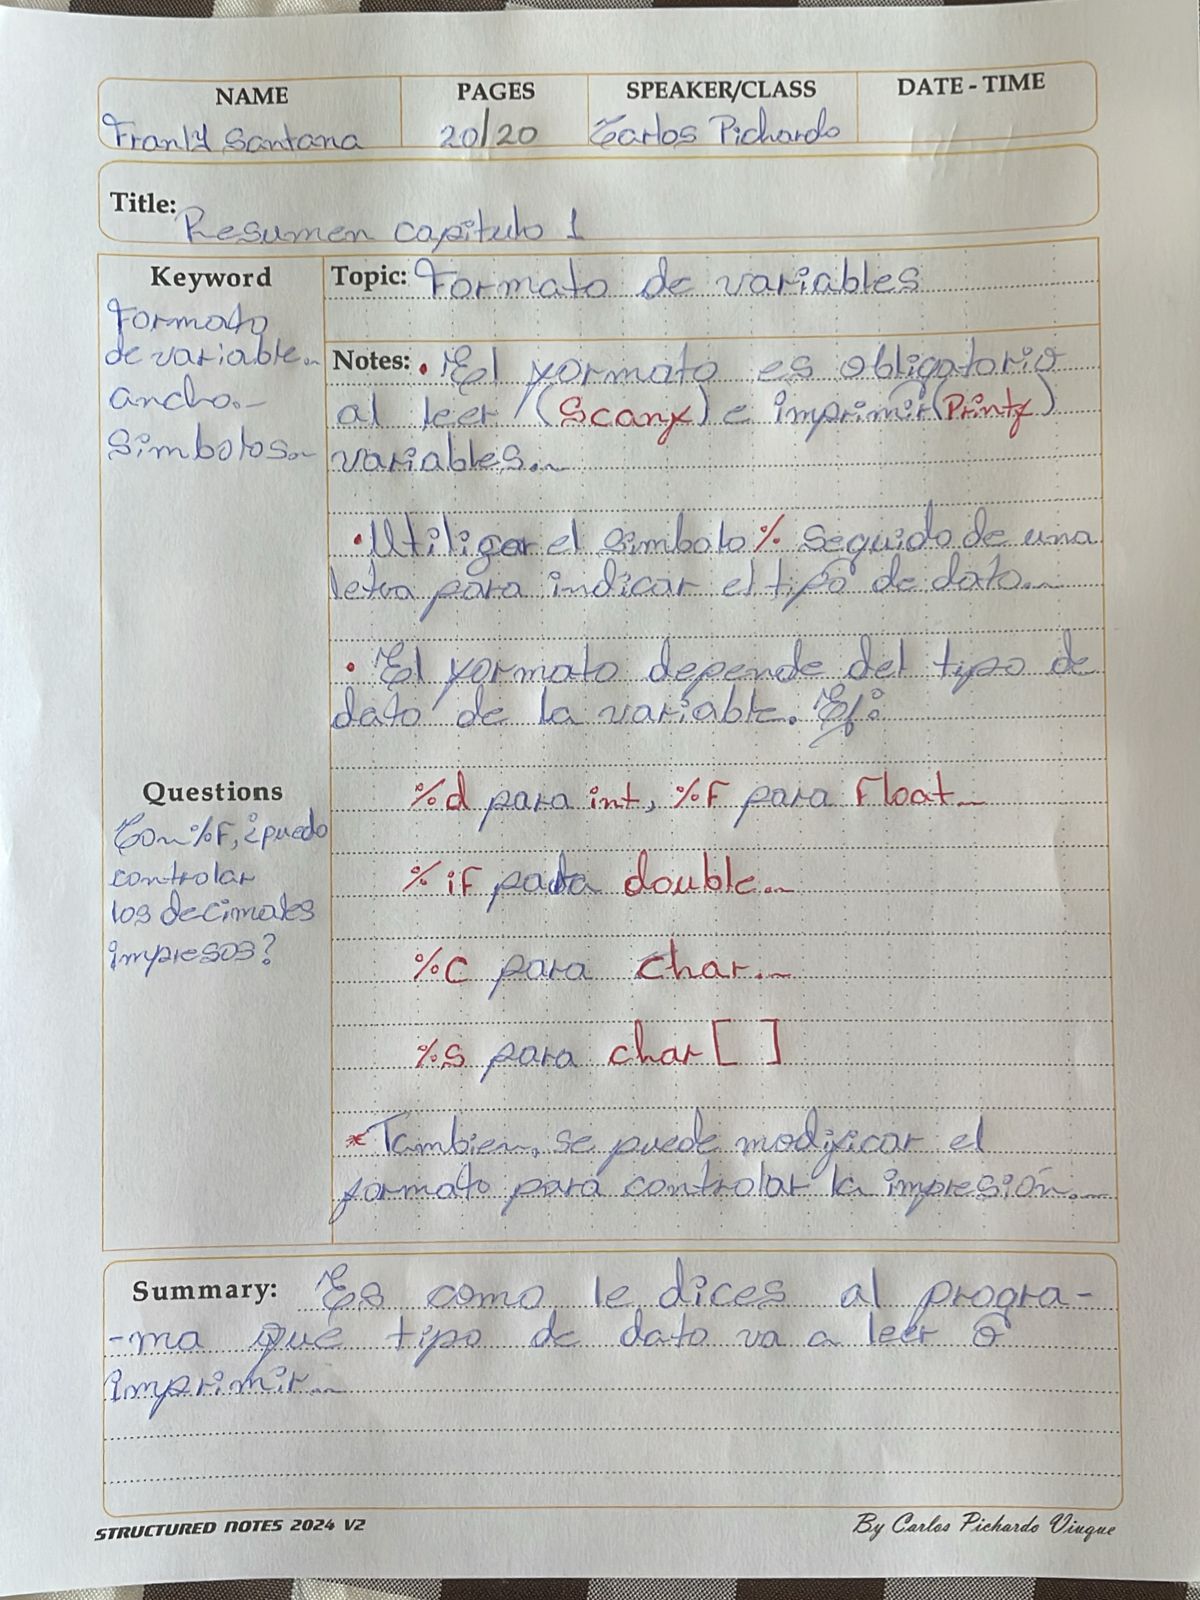 NAME PAGES SPEAKER/CLASS DATE - TIME
Franly Santana 20/20 Carlos Pichardo
Title: Resumen capitulo 1
Keyword
Formato
de variable.
ancho.
Simbolos.
Topic: Formato de variables
Notes: • El formato es obligatorio
al leer (Scanf) e imprimir (Printf)
variables.
• Utilizar el simbolo % seguido de una
letra para indicar el tipo de dato.
• El formato depende del tipo de
dato de la variable. Ej:
%d para int, %F para Float.
%if para double.
%c para char.
%s para char [ ]
* Tambien, se puede modificar el
formato para controlar la impresión.
Questions
Con %F, ¿puedo
controlar
los decimales
impresos?
Summary: Es como le dices al progra-
-ma que tipo de dato va a leer o
imprimir.
STRUCTURED NOTES 2024 V2 By Carlos Pichardo Viuque